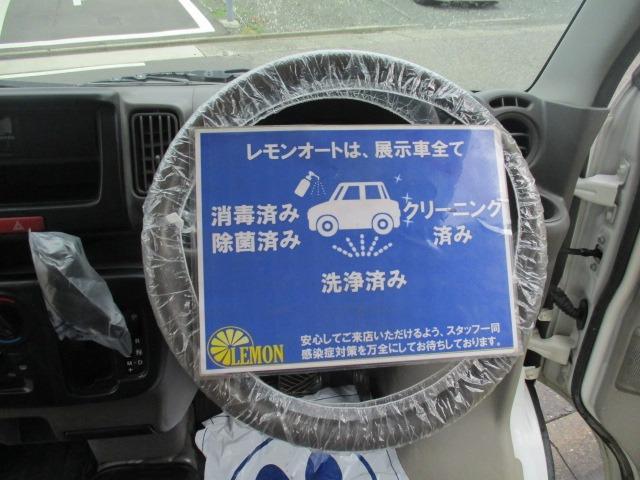 レモンオートは、展示車全て
消毒済み
除菌済み
クリーニング
済み
洗浄済み
LEMON
安心してご来店いただけるよう、スタッフ一同
感染症対策を万全にしてお待ちしております。